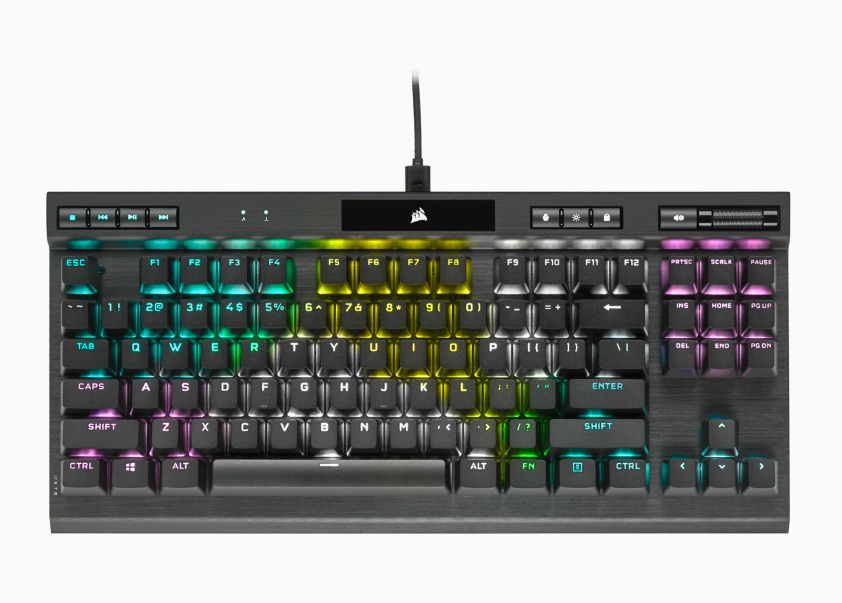 ESC F1 F2 F3 F4 F5 F6 F7 F8 F9 F10 F11 F12 PRTSC SCRLK PAUSE
` ~ 1 ! 2 @ 3 # 4 $ 5 % 6 ^ 7 & 8 * 9 ( 0 ) - _ = + INS HOME PG UP
TAB Q W E R T Y U I O P [ { ] } \ | DEL END PG DN
CAPS A S D F G H J K L ; : ' " ENTER
SHIFT Z X C V B N M , < . > / ? SHIFT
CTRL ALT ALT FN CTRL